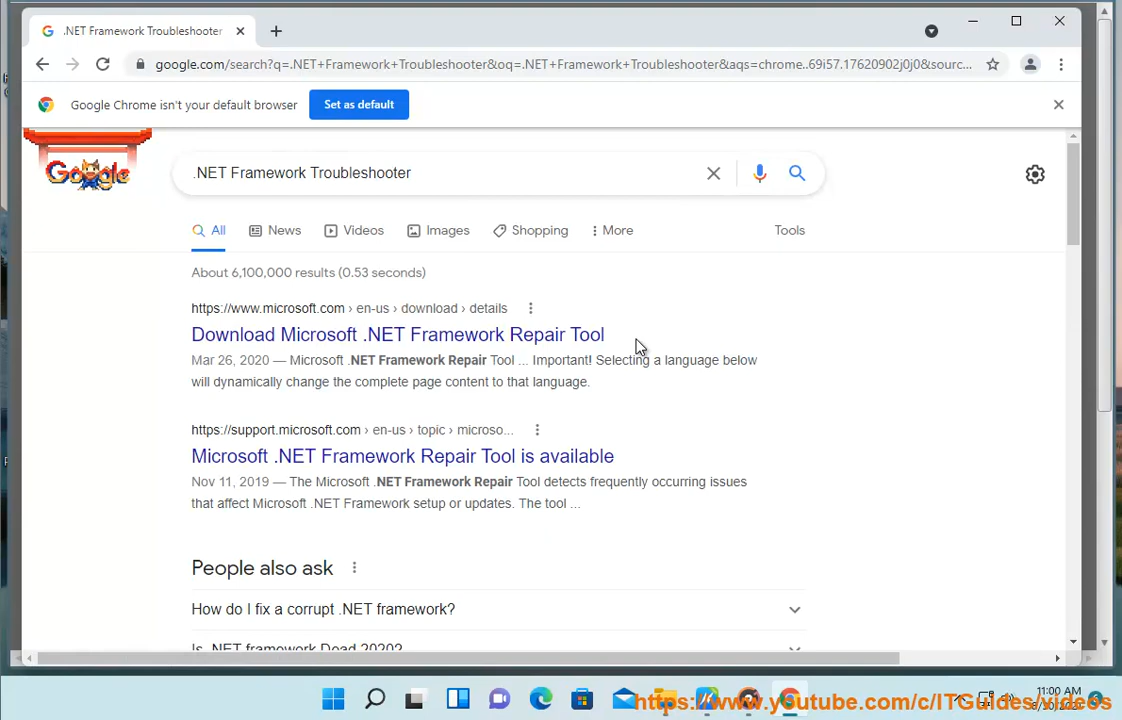 .NET Framework Troubleshooter
google.com/search?q=.NET+Framework+Troubleshooter&oq=.NET+Framework+Troubleshooter&aqs=chrome..69i57.17620902j0j0&sourc...
Google Chrome isn't your default browser
Set as default
Google
.NET Framework Troubleshooter
All News Videos Images Shopping More Tools
About 6,100,000 results (0.53 seconds)
https://www.microsoft.com › en-us › download › details
Download Microsoft .NET Framework Repair Tool
Mar 26, 2020 — Microsoft .NET Framework Repair Tool ... Important! Selecting a language below
will dynamically change the complete page content to that language.
https://support.microsoft.com › en-us › topic › microso...
Microsoft .NET Framework Repair Tool is available
Nov 11, 2019 — The Microsoft .NET Framework Repair Tool detects frequently occurring issues
that affect Microsoft .NET Framework setup or updates. The tool ...
People also ask
How do I fix a corrupt .NET framework?
Is .NET framework Dead 2020?
11:00 AM
https://www.youtube.com/c/ITGuides/videos